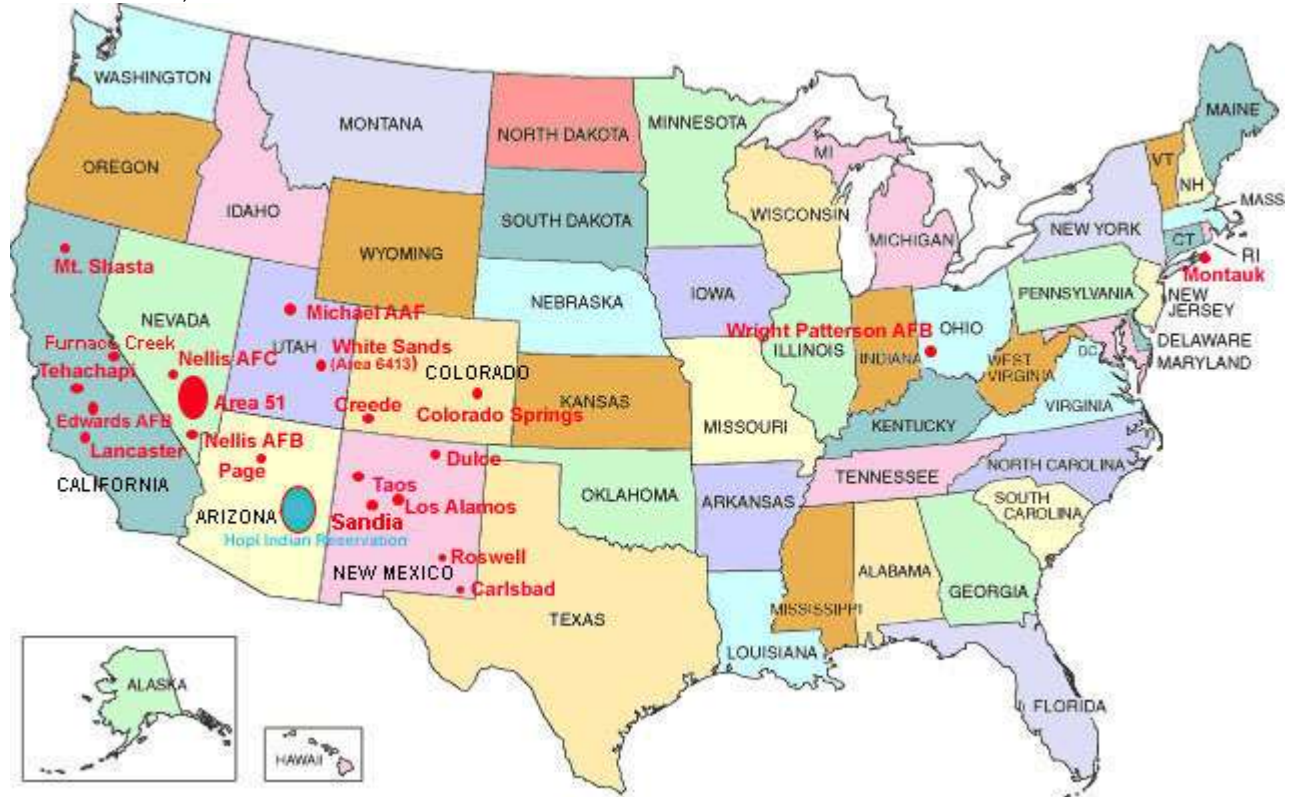 WASHINGTON
MONTANA
NORTH DAKOTA
MINNESOTA
MAINE
OREGON
IDAHO
SOUTH DAKOTA
WISCONSIN
MI
MICHIGAN
VT
NH
MASS
NEW YORK
CT
RI
Montauk
Mt. Shasta
WYOMING
NEBRASKA
IOWA
PENNSYLVANIA
NEW
JERSEY
NEVADA
Michael AAF
UTAH
White Sands
(Area 6413)
Wright Patterson AFB
ILLINOIS
INDIANA
OHIO
WEST
VIRGINIA
DC
DELAWARE
MARYLAND
Furnace Creek
Tehachapi
Nellis AFC
Area 51
COLORADO
Creede
Colorado Springs
KANSAS
MISSOURI
KENTUCKY
VIRGINIA
Edwards AFB
Lancaster
Nellis AFB
Page
CALIFORNIA
Dulce
Taos
Los Alamos
Sandia
ARIZONA
Hopi Indian Reservation
OKLAHOMA
ARKANSAS
TENNESSEE
NORTH CAROLINA
SOUTH
CAROLINA
Roswell
NEW MEXICO
Carlsbad
TEXAS
LOUISIANA
MISSISSIPPI
ALABAMA
GEORGIA
FLORIDA
ALASKA
HAWAII